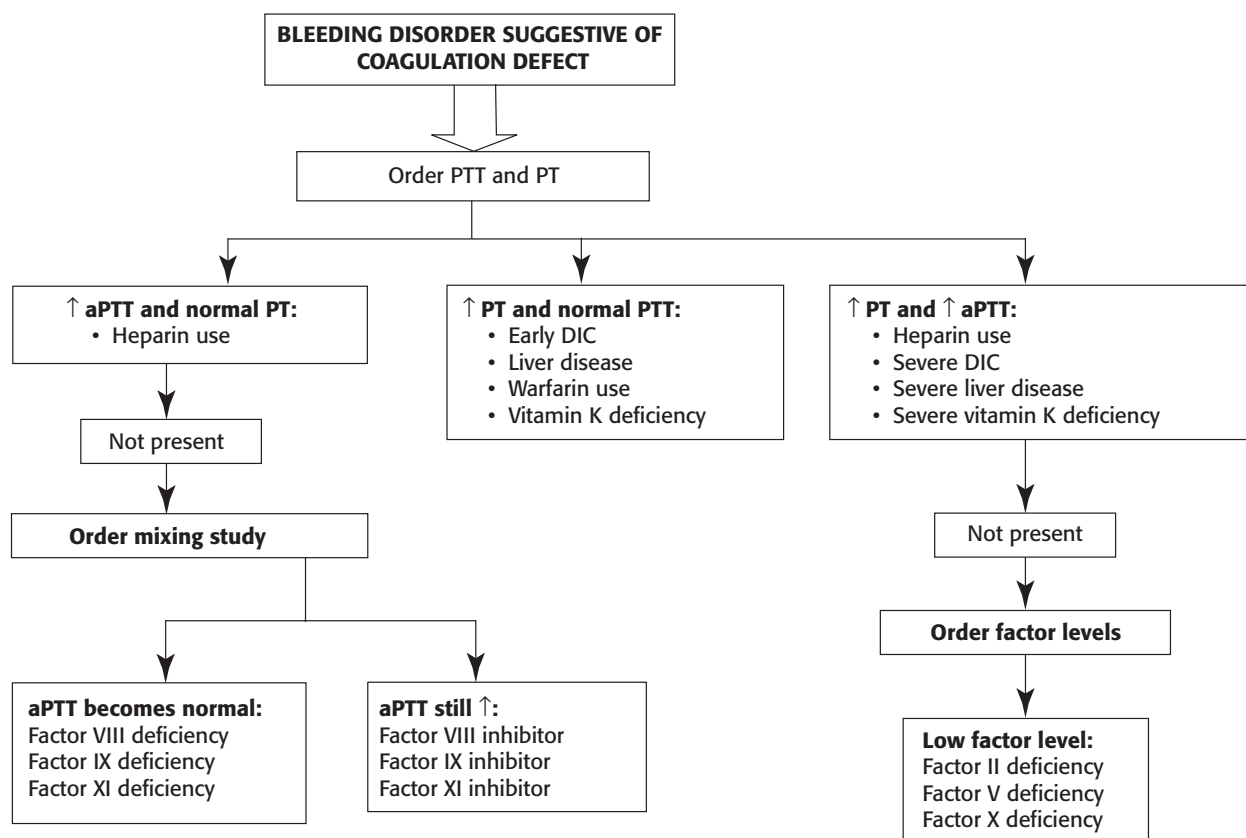 BLEEDING DISORDER SUGGESTIVE OF
COAGULATION DEFECT
Order PTT and PT
↑ aPTT and normal PT:
• Heparin use
Not present
Order mixing study
aPTT becomes normal:
Factor VIII deficiency
Factor IX deficiency
Factor XI deficiency
aPTT still ↑:
Factor VIII inhibitor
Factor IX inhibitor
Factor XI inhibitor
↑ PT and normal PTT:
• Early DIC
• Liver disease
• Warfarin use
• Vitamin K deficiency
↑ PT and ↑ aPTT:
• Heparin use
• Severe DIC
• Severe liver disease
• Severe vitamin K deficiency
Not present
Order factor levels
Low factor level:
Factor II deficiency
Factor V deficiency
Factor X deficiency